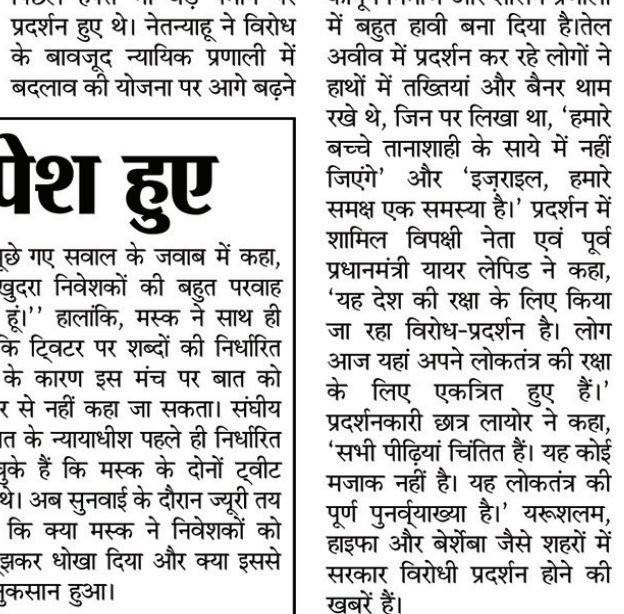 प्रदर्शन हुए थे। नेतन्याहू ने विरोध
के बावजूद न्यायिक प्रणाली में
बदलाव की योजना पर आगे बढ़ने
पेश हुए
पूछे गए सवाल के जवाब में कहा,
खुदरा निवेशकों की बहुत परवाह
हूं।'' हालांकि, मस्क ने साथ ही
कि ट्विटर पर शब्दों की निर्धारित
के कारण इस मंच पर बात को
र से नहीं कहा जा सकता। संघीय
त के न्यायाधीश पहले ही निर्धारित
चुके हैं कि मस्क के दोनों ट्वीट
थे। अब सुनवाई के दौरान ज्यूरी तय
कि क्या मस्क ने निवेशकों को
झकर धोखा दिया और क्या इससे
नुकसान हुआ।
में बहुत हावी बना दिया है।तेल
अवीव में प्रदर्शन कर रहे लोगों ने
हाथों में तख्तियां और बैनर थाम
रखे थे, जिन पर लिखा था, 'हमारे
बच्चे तानाशाही के साये में नहीं
जिएंगे' और 'इज़राइल, हमारे
समक्ष एक समस्या है।' प्रदर्शन में
शामिल विपक्षी नेता एवं पूर्व
प्रधानमंत्री यायर लेपिड ने कहा,
'यह देश की रक्षा के लिए किया
जा रहा विरोध-प्रदर्शन है। लोग
आज यहां अपने लोकतंत्र की रक्षा
के लिए एकत्रित हुए हैं।'
प्रदर्शनकारी छात्र लायोर ने कहा,
'सभी पीढ़ियां चिंतित हैं। यह कोई
मजाक नहीं है। यह लोकतंत्र की
पूर्ण पुनर्व्याख्या है।' यरूशलम,
हाइफा और बेर्शेबा जैसे शहरों में
सरकार विरोधी प्रदर्शन होने की
खबरें हैं।